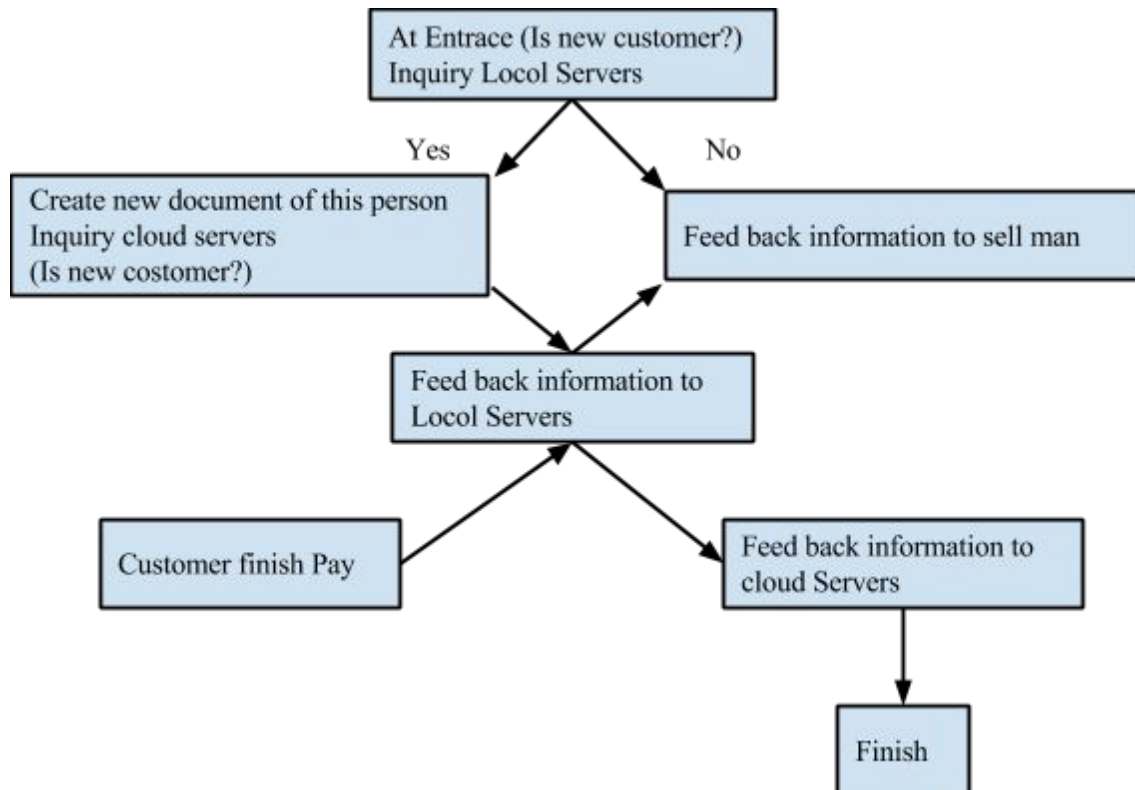 At Entrace (Is new customer?)
Inquiry Locol Servers
Yes
No
Create new document of this person
Inquiry cloud servers
(Is new costomer?)
Feed back information to sell man
Feed back information to
Locol Servers
Customer finish Pay
Feed back information to
cloud Servers
Finish